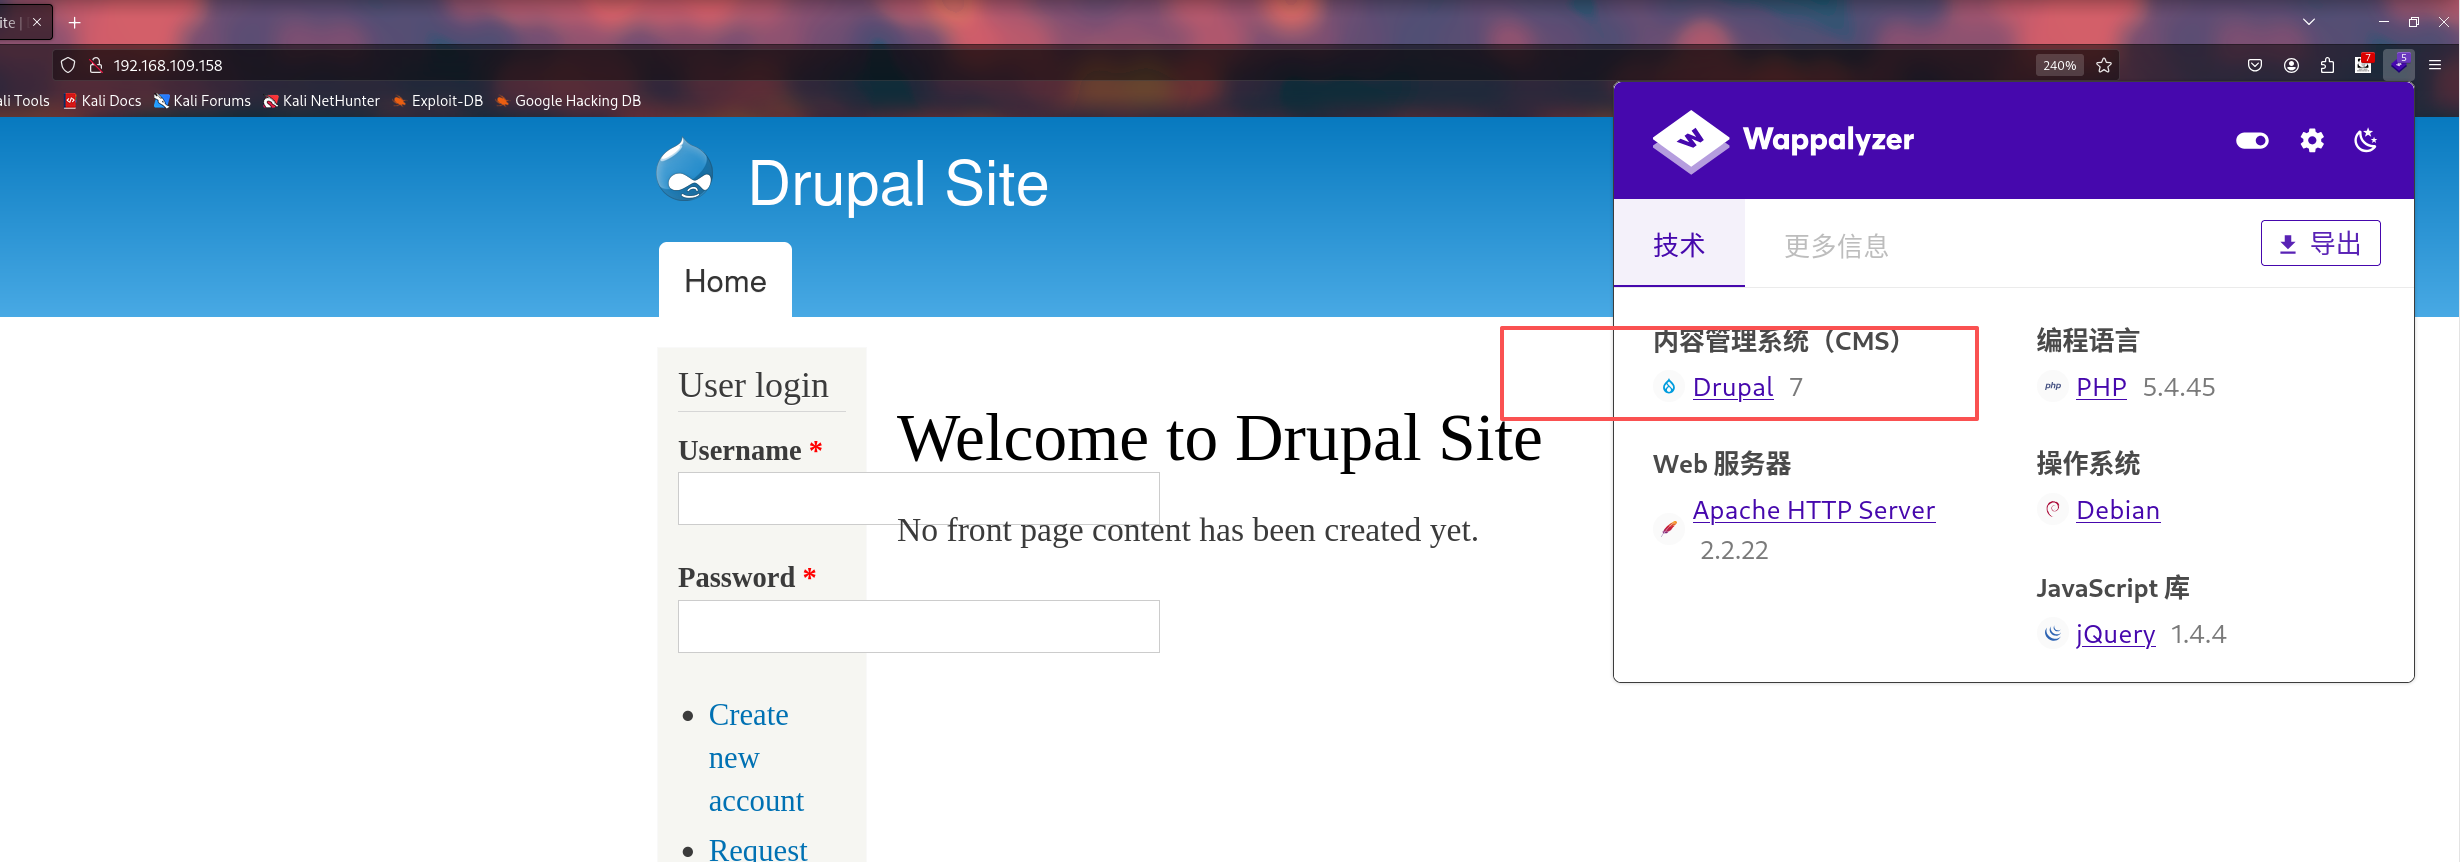 ite |
192.168.109.158
240%
7
5
ali Tools
Kali Docs
Kali Forums
Kali NetHunter
Exploit-DB
Google Hacking DB
Drupal Site
Home
User login
Username *
Password *
Create
new
account
Request
Welcome to Drupal Site
No front page content has been created yet.
W
Wappalyzer
技术
更多信息
导出
内容管理系统（CMS）
Drupal 7
Web 服务器
Apache HTTP Server
2.2.22
编程语言
php PHP 5.4.45
操作系统
Debian
JavaScript 库
jQuery 1.4.4